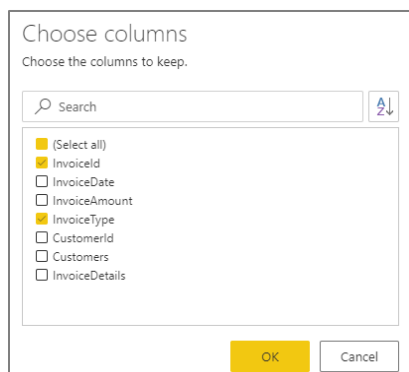 Choose columns
Choose the columns to keep.
Search
A
Z
(Select all)
InvoiceId
InvoiceDate
InvoiceAmount
InvoiceType
CustomerId
Customers
InvoiceDetails
OK Cancel